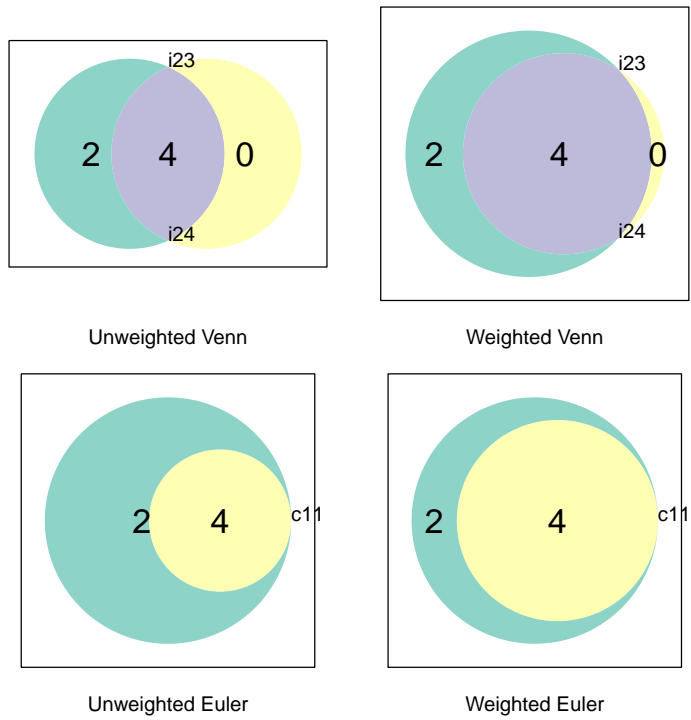 i23
2 4 0
i24
Unweighted Venn
i23
2 4 0
i24
Weighted Venn
c11
2 4
Unweighted Euler
c11
2 4
Weighted Euler